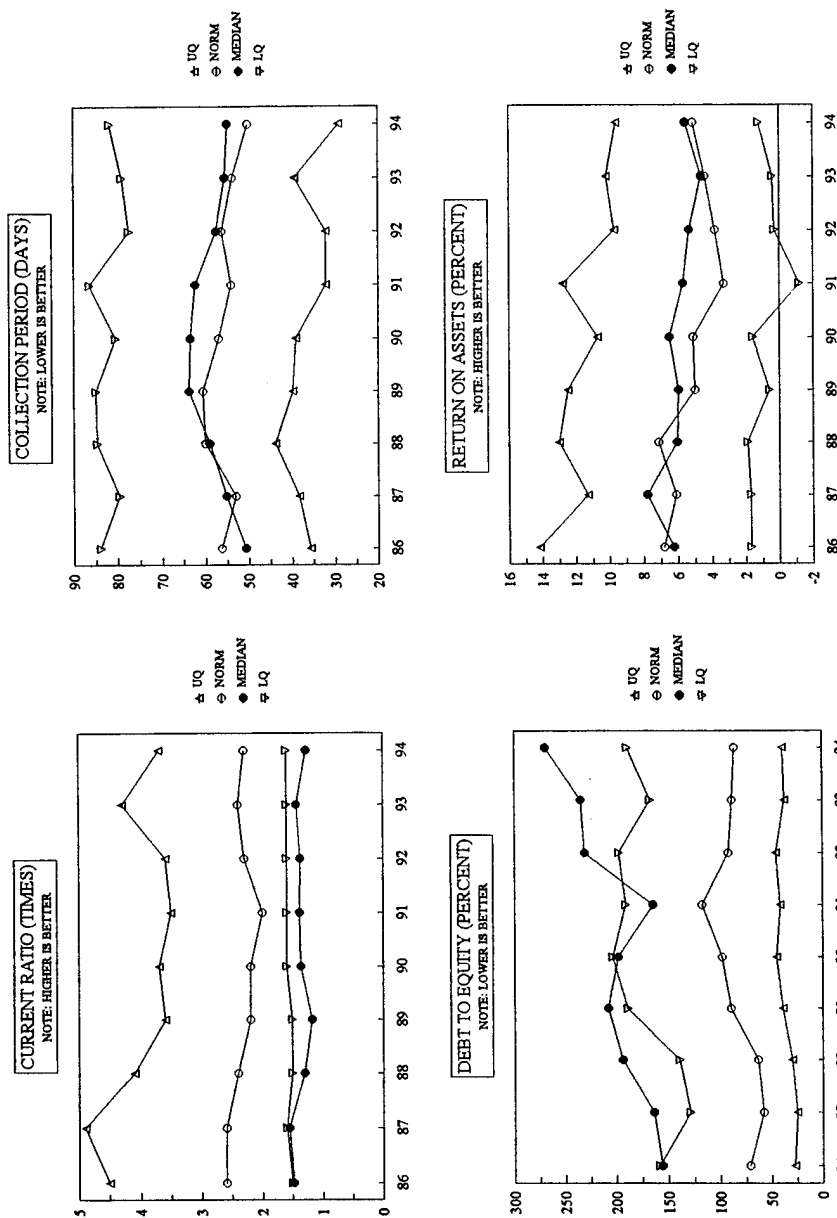 CURRENT RATIO (TIMES)
NOTE: HIGHER IS BETTER
5
4
3
2
1
0
86 87 88 89 90 91 92 93 94
UQ
NORM
MEDIAN
LQ
COLLECTION PERIOD (DAYS)
NOTE: LOWER IS BETTER
90
80
70
60
50
40
30
20
86 87 88 89 90 91 92 93 94
UQ
NORM
MEDIAN
LQ
DEBT TO EQUITY (PERCENT)
NOTE: LOWER IS BETTER
300
250
200
150
100
50
0
UQ
NORM
MEDIAN
LQ
RETURN ON ASSETS (PERCENT)
NOTE: HIGHER IS BETTER
16
14
12
10
8
6
4
2
0
-2
86 87 88 89 90 91 92 93 94
UQ
NORM
MEDIAN
LQ